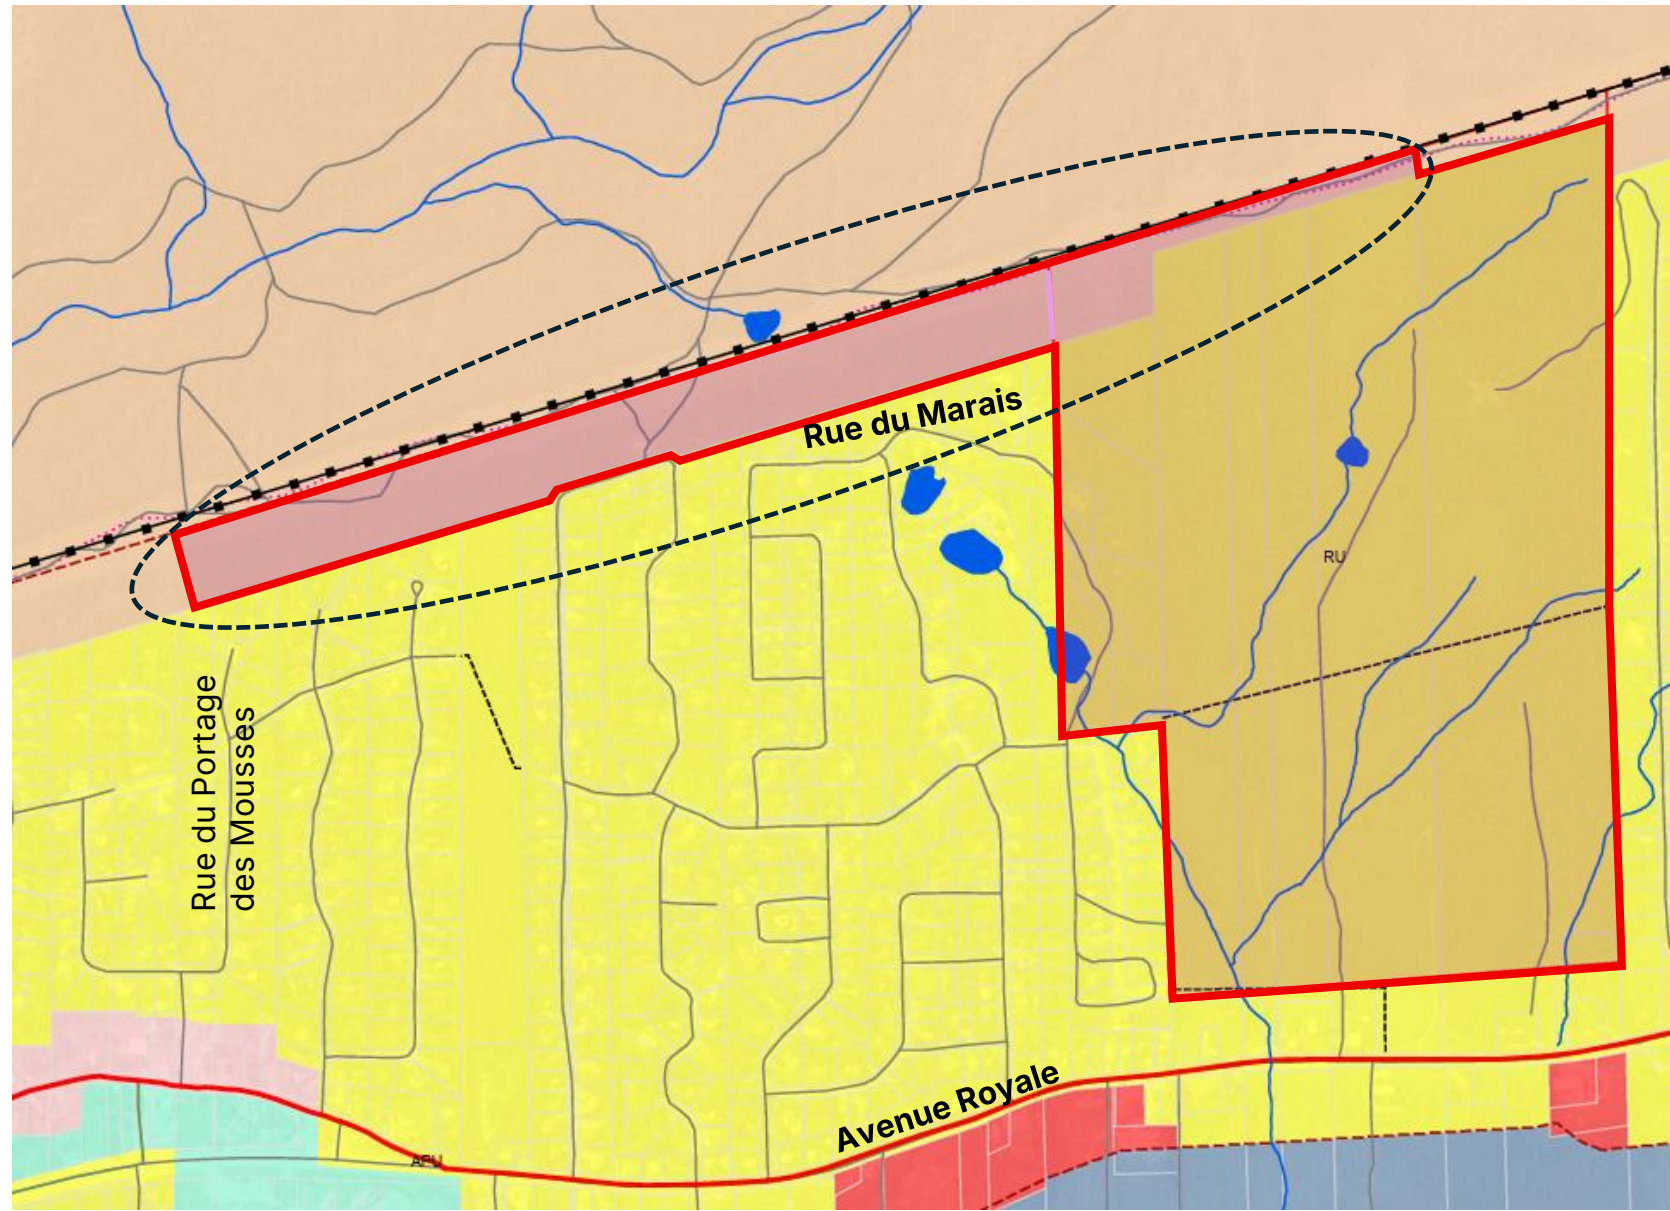 Rue du Marais
RU
Rue du Portage
des Mousses
Avenue Royale
APU